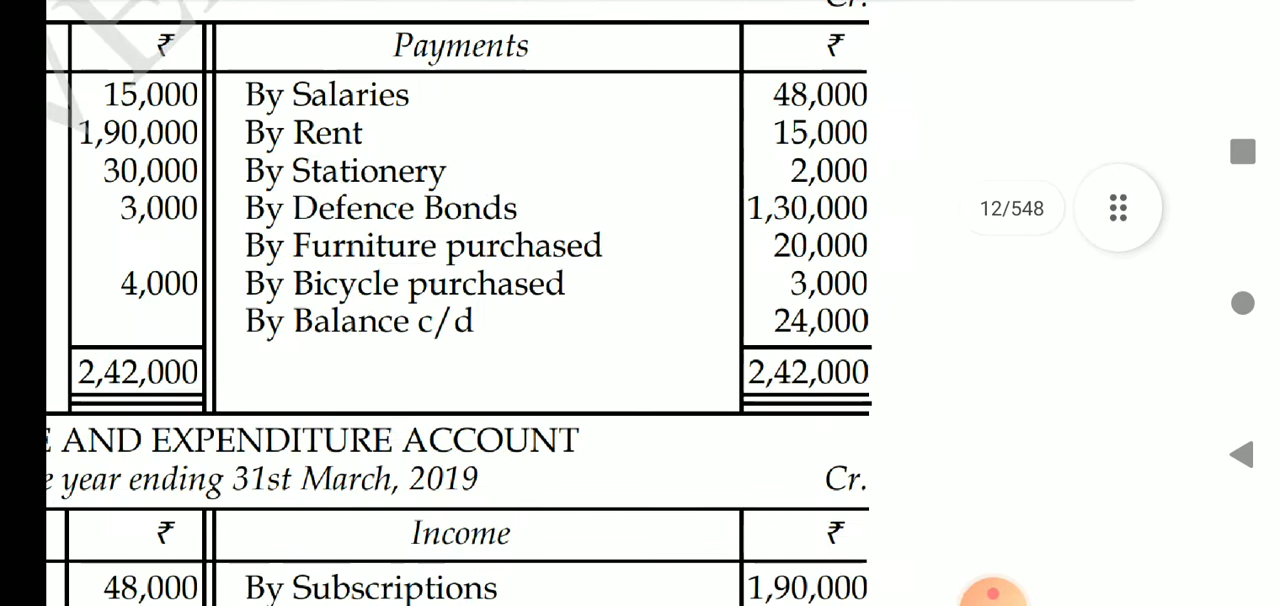 Cr.
₹ Payments ₹
15,000 By Salaries 48,000
1,90,000 By Rent 15,000
30,000 By Stationery 2,000
3,000 By Defence Bonds 1,30,000
By Furniture purchased 20,000
4,000 By Bicycle purchased 3,000
By Balance c/d 24,000
2,42,000 2,42,000
12/548
AND EXPENDITURE ACCOUNT
year ending 31st March, 2019 Cr.
₹ Income ₹
48,000 By Subscriptions 1,90,000